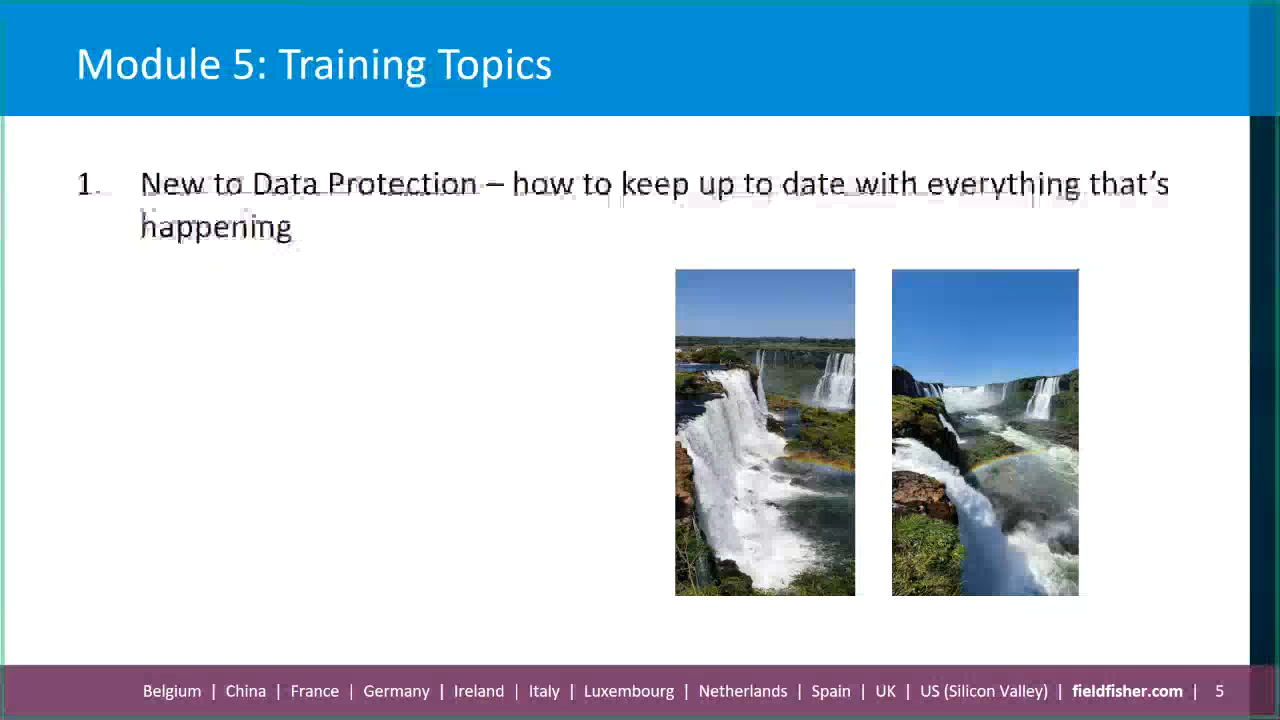 Module 5: Training Topics
1. New to Data Protection – how to keep up to date with everything that’s
happening
Belgium | China | France | Germany | Ireland | Italy | Luxembourg | Netherlands | Spain | UK | US (Silicon Valley) | fieldfisher.com | 5